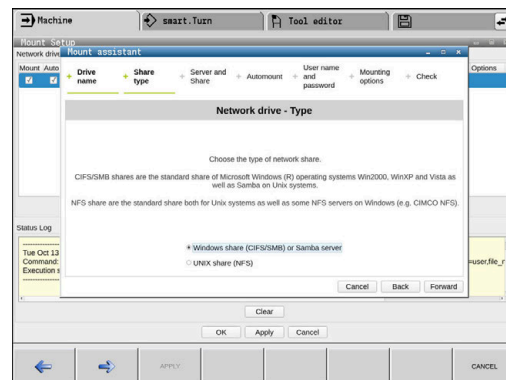 Machine
smart.Turn
Tool editor
Mount Setup
Network drive
Mount assistant
Mount Auto
Options
Drive name
Share type
Server and Share
Automount
User name and password
Mounting options
Check
Network drive - Type
Choose the type of network share.
CIFS/SMB shares are the standard share of Microsoft Windows (R) operating systems Win2000, WinXP and Vista as
well as Samba on Unix systems.
NFS share are the standard share both for Unix systems as well as some NFS servers on Windows (e.g. CIMCO NFS).
Status Log
Tue Oct 13
Command:
Execution s
=user,file_r
Windows share (CIFS/SMB) or Samba server
UNIX share (NFS)
Cancel Back Forward
Clear
OK Apply Cancel
APPLY
CANCEL